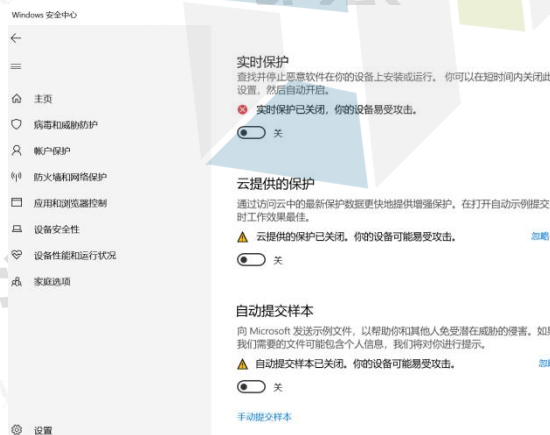 Windows 安全中心
主页
病毒和威胁防护
帐户保护
防火墙和网络保护
应用和浏览器控制
设备安全性
设备性能和运行状况
家庭选项
设置
实时保护
查找并停止恶意软件在你的设备上安装或运行。 你可以在短时间内关闭此
设置，然后自动开启。
实时保护已关闭，你的设备易受攻击。
关
云提供的保护
通过访问云中的最新保护数据更快地提供增强保护。在打开自动示例提交
时工作效果最佳。
云提供的保护已关闭。你的设备可能易受攻击。
忽略
关
自动提交样本
向 Microsoft 发送示例文件，以帮助你和其他人免受潜在威胁的侵害。如
我们需要的文件可能包含个人信息，我们将对你进行提示。
自动提交样本已关闭。你的设备可能易受攻击。
忽
关
手动提交样本